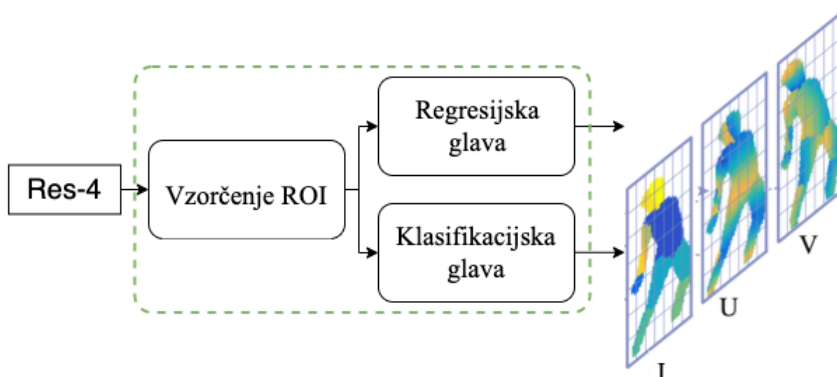 Res-4
Vzorčenje ROI
Regresijska
glava
Klasifikacijska
glava
V
U
I